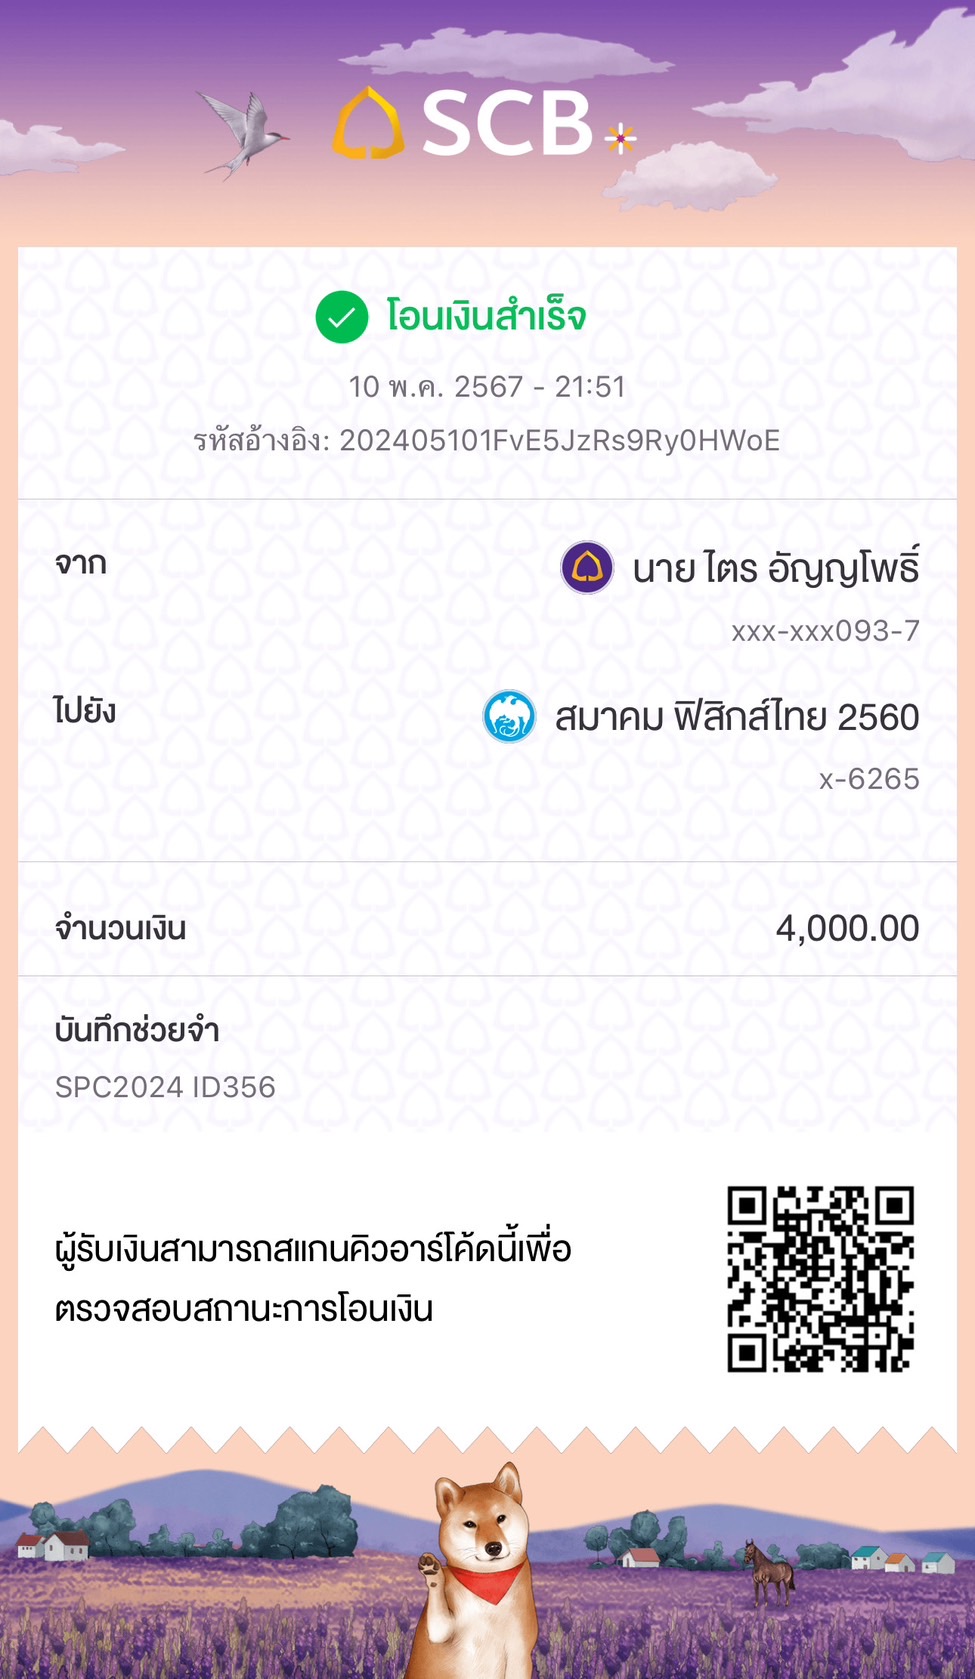 SCB
โอนเงินสำเร็จ
10 พ.ค. 2567 - 21:51
รหัสอ้างอิง: 202405101FvE5JzRs9Ry0HWoE
จาก
นาย ไตร อัญญโพธิ์
xxx-xxx093-7
ไปยัง
สมาคม ฟิสิกส์ไทย 2560
x-6265
จำนวนเงิน
4,000.00
บันทึกช่วยจำ
SPC2024 ID356
ผู้รับเงินสามารถสแกนคิวอาร์โค้ดนี้เพื่อ
ตรวจสอบสถานะการโอนเงิน